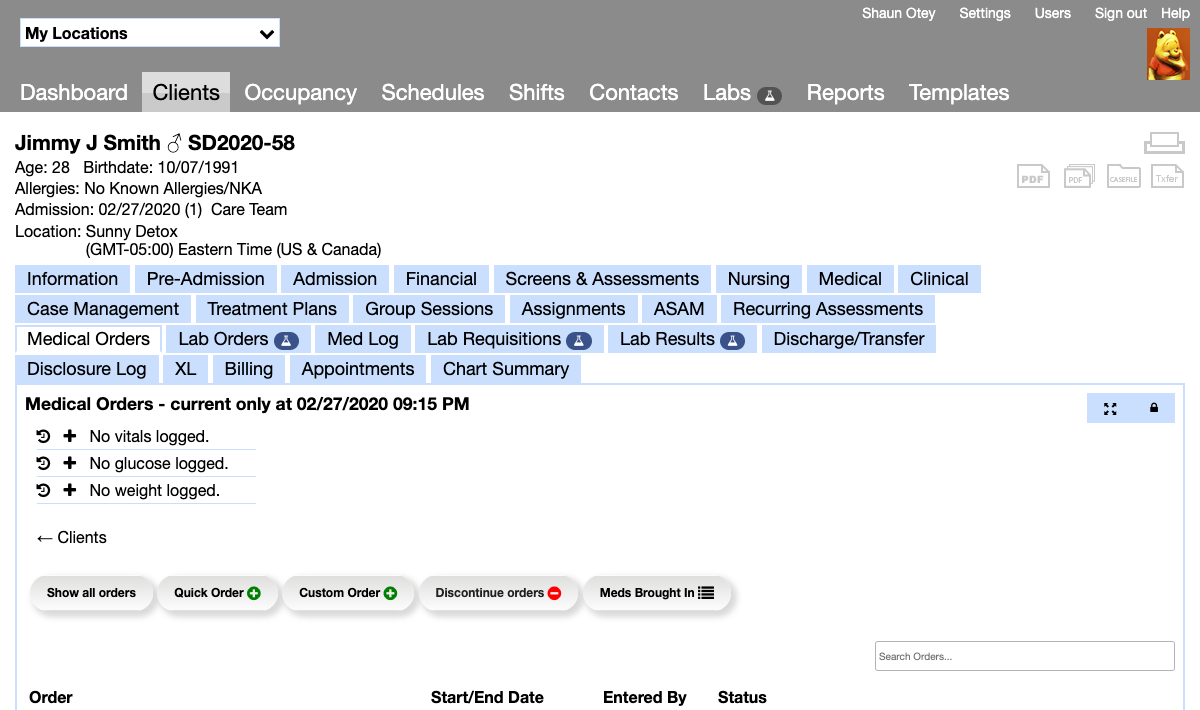 Shaun Otey Settings Users Sign out Help
My Locations
Dashboard Clients Occupancy Schedules Shifts Contacts Labs Reports Templates
Jimmy J Smith ♂ SD2020-58
Age: 28 Birthdate: 10/07/1991
Allergies: No Known Allergies/NKA
Admission: 02/27/2020 (1) Care Team
Location: Sunny Detox
(GMT-05:00) Eastern Time (US & Canada)
PDF PDF CASEFILE Txfer
Information Pre-Admission Admission Financial Screens & Assessments Nursing Medical Clinical
Case Management Treatment Plans Group Sessions Assignments ASAM Recurring Assessments
Medical Orders Lab Orders Med Log Lab Requisitions Lab Results Discharge/Transfer
Disclosure Log XL Billing Appointments Chart Summary
Medical Orders - current only at 02/27/2020 09:15 PM
No vitals logged.
No glucose logged.
No weight logged.
← Clients
Show all orders Quick Order Custom Order Discontinue orders Meds Brought In
Search Orders...
Order Start/End Date Entered By Status